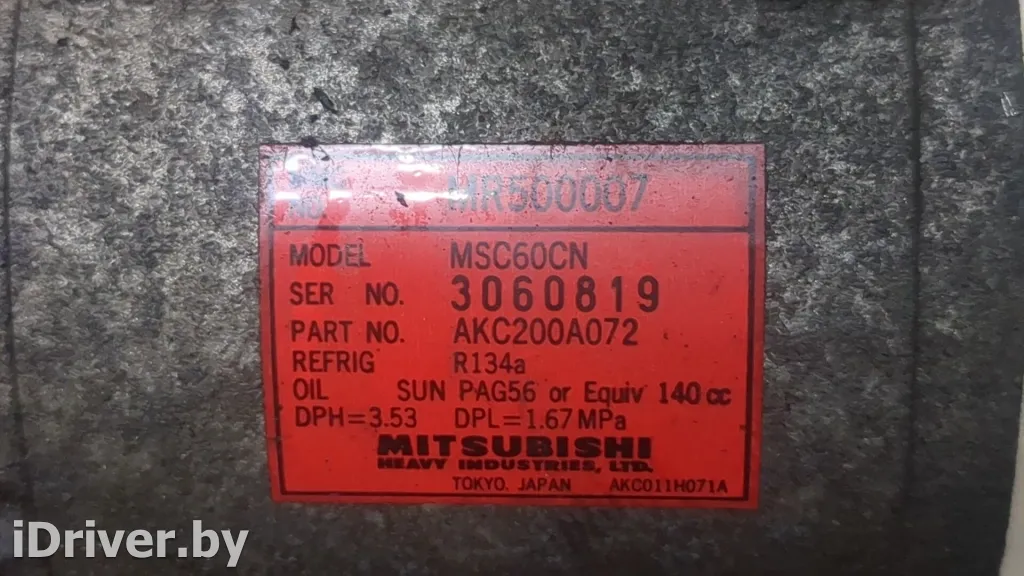 MR500007
MODEL MSC60CN
SER NO. 3060819
PART NO. AKC200A072
REFRIG R134a
OIL SUN PAG56 or Equiv 140 cc
DPH=3.53 DPL=1.67 MPa
MITSUBISHI
HEAVY INDUSTRIES, LTD.
TOKYO, JAPAN AKC011H071A
iDriver.by